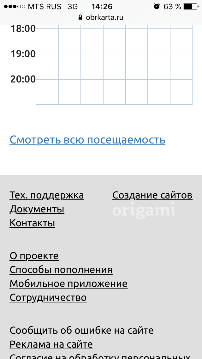 MTS RUS 3G 14:26 63 %
obrkarta.ru
18:00
19:00
20:00
Смотреть всю посещаемость
Тех. поддержка Создание сайтов
Документы origami
Контакты
О проекте
Способы пополнения
Мобильное приложение
Сотрудничество
Сообщить об ошибке на сайте
Реклама на сайте
Согласие на обработку персональных